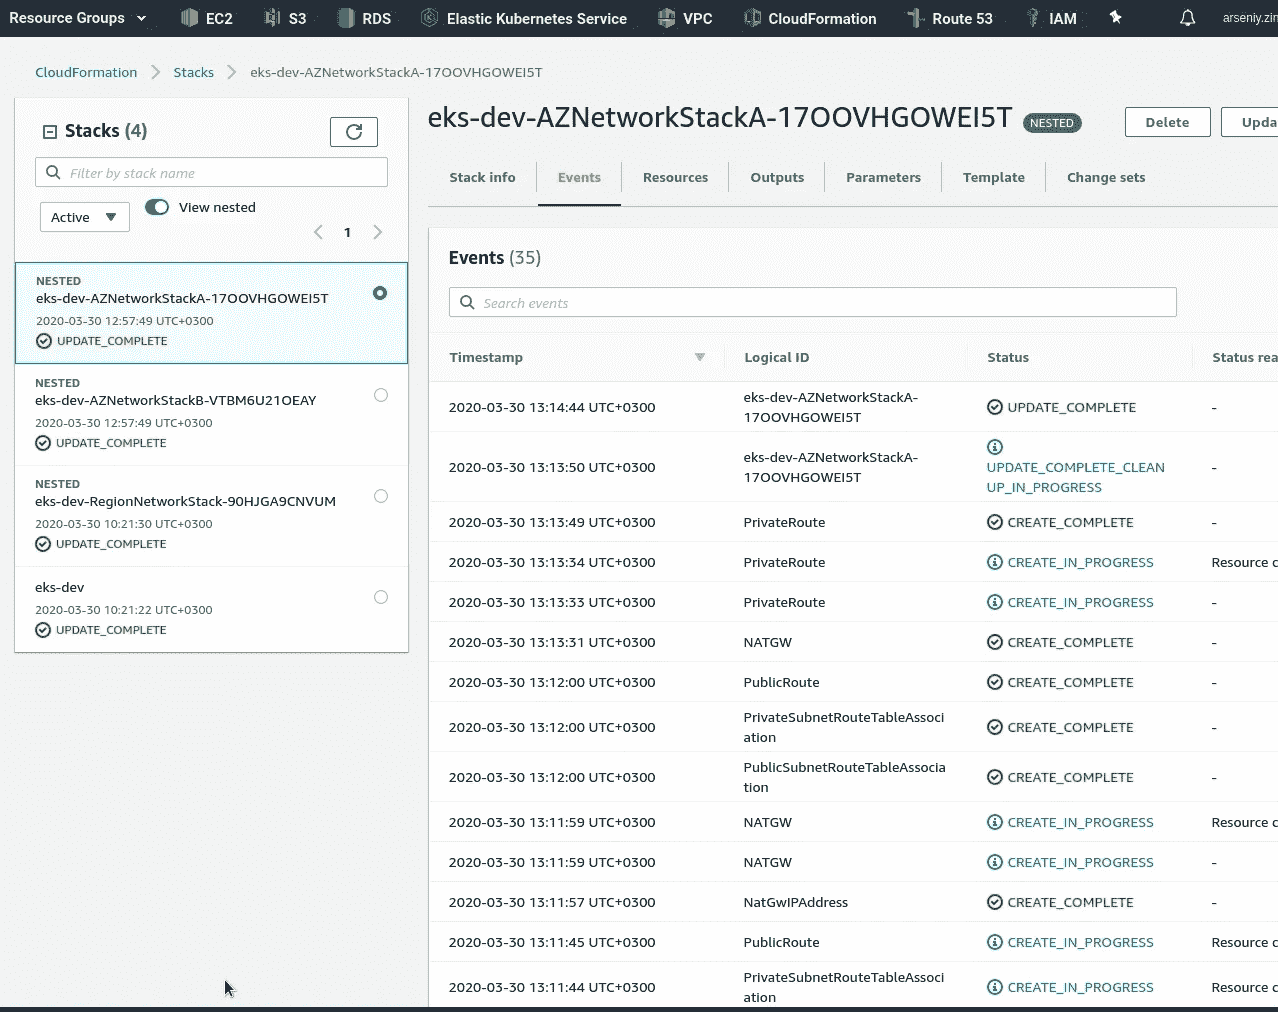 Resource Groups EC2 S3 RDS Elastic Kubernetes Service VPC CloudFormation Route 53 IAM arseniy.zin
CloudFormation Stacks eks-dev-AZNetworkStackA-17OOVHGOWEI5T
Stacks (4)
Filter by stack name
Active View nested
1
NESTED
eks-dev-AZNetworkStackA-17OOVHGOWEI5T
2020-03-30 12:57:49 UTC+0300
UPDATE_COMPLETE
NESTED
eks-dev-AZNetworkStackB-VTBM6U21OEAY
2020-03-30 12:57:49 UTC+0300
UPDATE_COMPLETE
NESTED
eks-dev-RegionNetworkStack-90HJGA9CNVUM
2020-03-30 10:21:30 UTC+0300
UPDATE_COMPLETE
eks-dev
2020-03-30 10:21:22 UTC+0300
UPDATE_COMPLETE
eks-dev-AZNetworkStackA-17OOVHGOWEI5T NESTED Delete Upda
Stack info Events Resources Outputs Parameters Template Change sets
Events (35)
Search events
Timestamp Logical ID Status Status rea
2020-03-30 13:14:44 UTC+0300 eks-dev-AZNetworkStackA-
17OOVHGOWEI5T UPDATE_COMPLETE -
2020-03-30 13:13:50 UTC+0300 eks-dev-AZNetworkStackA-
17OOVHGOWEI5T UPDATE_COMPLETE_CLEAN
UP_IN_PROGRESS -
2020-03-30 13:13:49 UTC+0300 PrivateRoute CREATE_COMPLETE -
2020-03-30 13:13:34 UTC+0300 PrivateRoute CREATE_IN_PROGRESS Resource c
2020-03-30 13:13:33 UTC+0300 PrivateRoute CREATE_IN_PROGRESS -
2020-03-30 13:13:31 UTC+0300 NATGW CREATE_COMPLETE -
2020-03-30 13:12:00 UTC+0300 PublicRoute CREATE_COMPLETE -
2020-03-30 13:12:00 UTC+0300 PrivateSubnetRouteTableAssoci
ation CREATE_COMPLETE -
2020-03-30 13:12:00 UTC+0300 PublicSubnetRouteTableAssocia
tion CREATE_COMPLETE -
2020-03-30 13:11:59 UTC+0300 NATGW CREATE_IN_PROGRESS Resource c
2020-03-30 13:11:59 UTC+0300 NATGW CREATE_IN_PROGRESS -
2020-03-30 13:11:57 UTC+0300 NatGwIPAddress CREATE_COMPLETE -
2020-03-30 13:11:45 UTC+0300 PublicRoute CREATE_IN_PROGRESS Resource c
2020-03-30 13:11:44 UTC+0300 PrivateSubnetRouteTableAssoci
ation CREATE_IN_PROGRESS Resource c